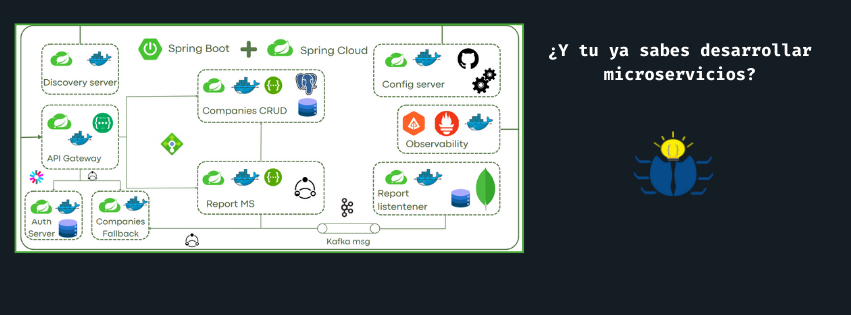 Spring Boot
Spring Cloud
Discovery server
Companies CRUD
Config server
API Gateway
Observability
Report MS
Report
listentener
Auth
Server
Companies
Fallback
Kafka msg
¿Y tu ya sabes desarrollar
microservicios?